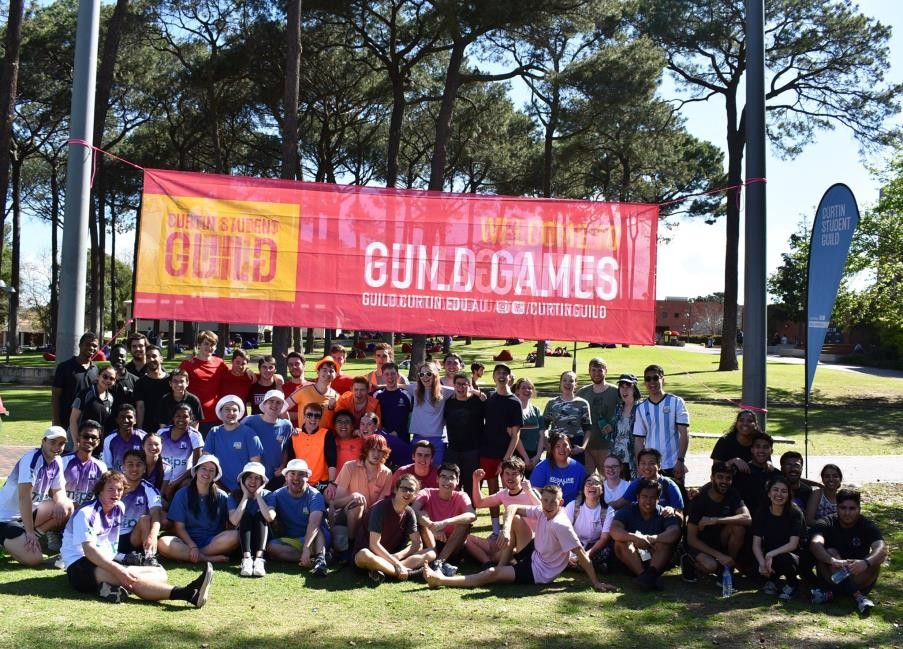 CURTIN STUDENT
GUILD
WELCOME TO
GUILD GAMES
GUILD.CURTIN.EDU.AU
/CURTINGUILD
CURTIN
STUDENT
GUILD